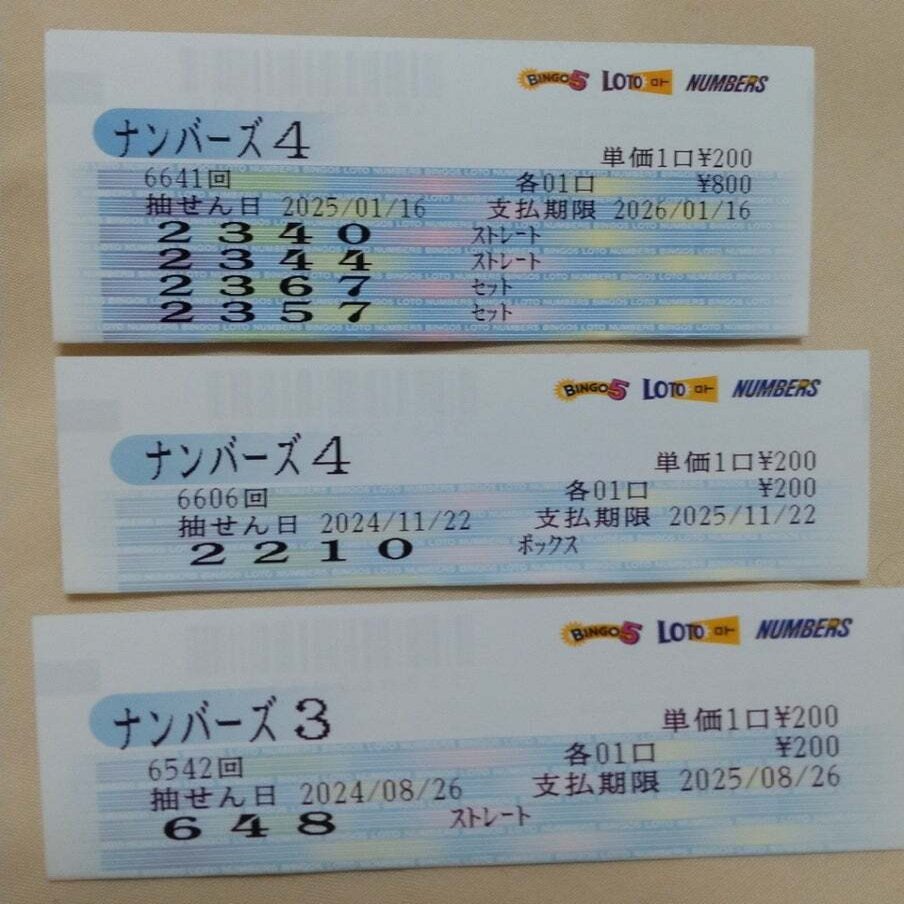 BINGO5 LOTO ロト NUMBERS
ナンバーズ4
単価1口¥200
6641回 各01口 ¥800
抽せん日 2025/01/16 支払期限 2026/01/16
2340 ストレート
2344 ストレート
2367 セット
2357 セット
BINGO5 LOTO ロト NUMBERS
ナンバーズ4
単価1口¥200
6606回 各01口 ¥200
抽せん日 2024/11/22 支払期限 2025/11/22
2210 ボックス
BINGO5 LOTO ロト NUMBERS
ナンバーズ3
単価1口¥200
6542回 各01口 ¥200
抽せん日 2024/08/26 支払期限 2025/08/26
648 ストレート